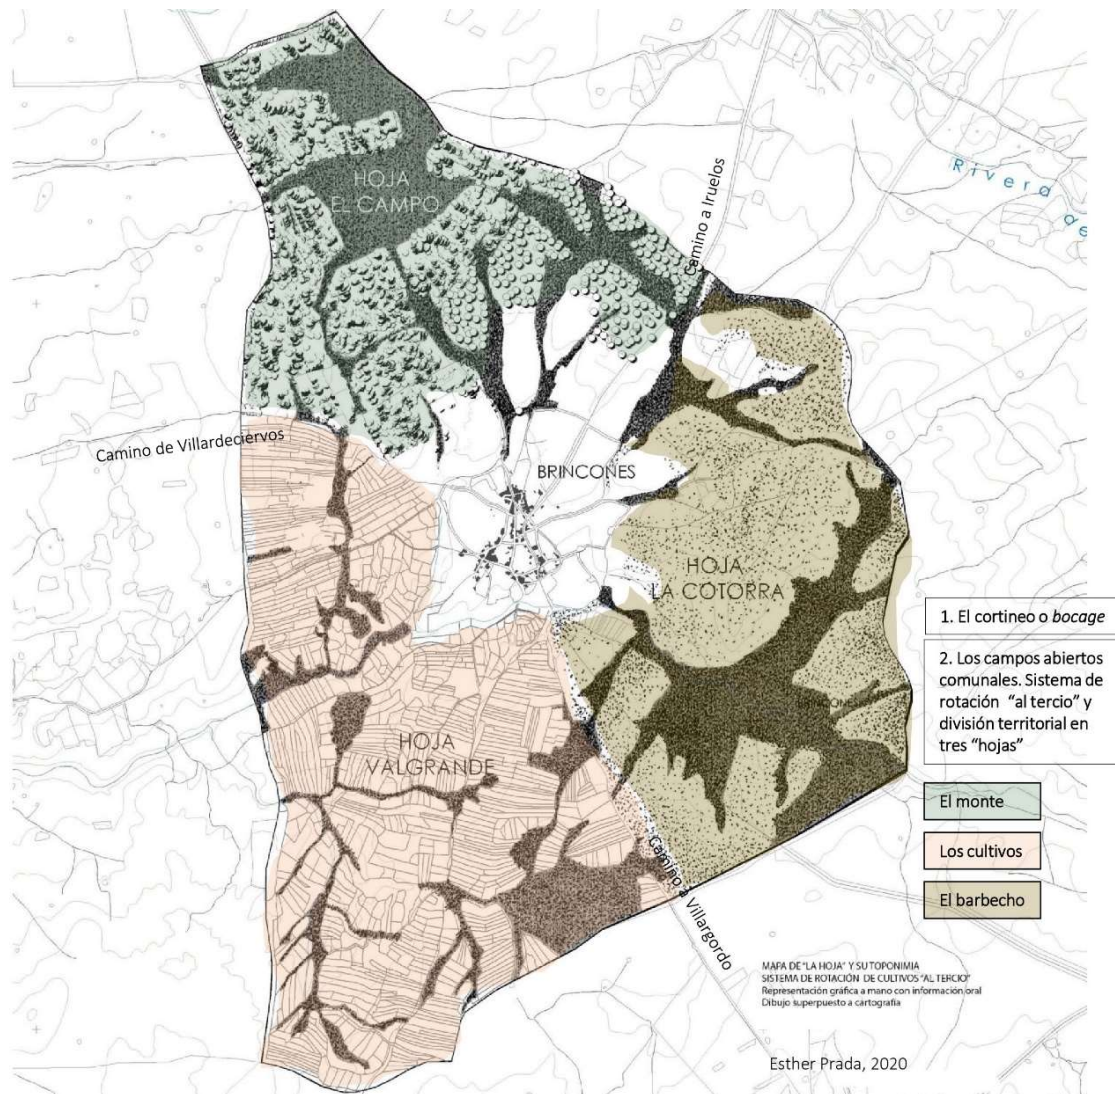 HOJA
EL CAMPO
Camino a Iruelos
Rivera de
Camino de Villardeciervos
BRINCONES
HOJA
LA COTORRA
HOJA
VALGRANDE
Camino a Villargordo
1. El cortineo o bocage
2. Los campos abiertos
comunales. Sistema de
rotación "al tercio" y
división territorial en
tres "hojas"
El monte
Los cultivos
El barbecho
MAPA DE "LA HOJA" Y SU TOPONIMIA
SISTEMA DE ROTACIÓN DE CULTIVOS "AL TERCIO"
Representación gráfica a mano con información oral
Dibujo superpuesto a cartografía
Esther Prada, 2020